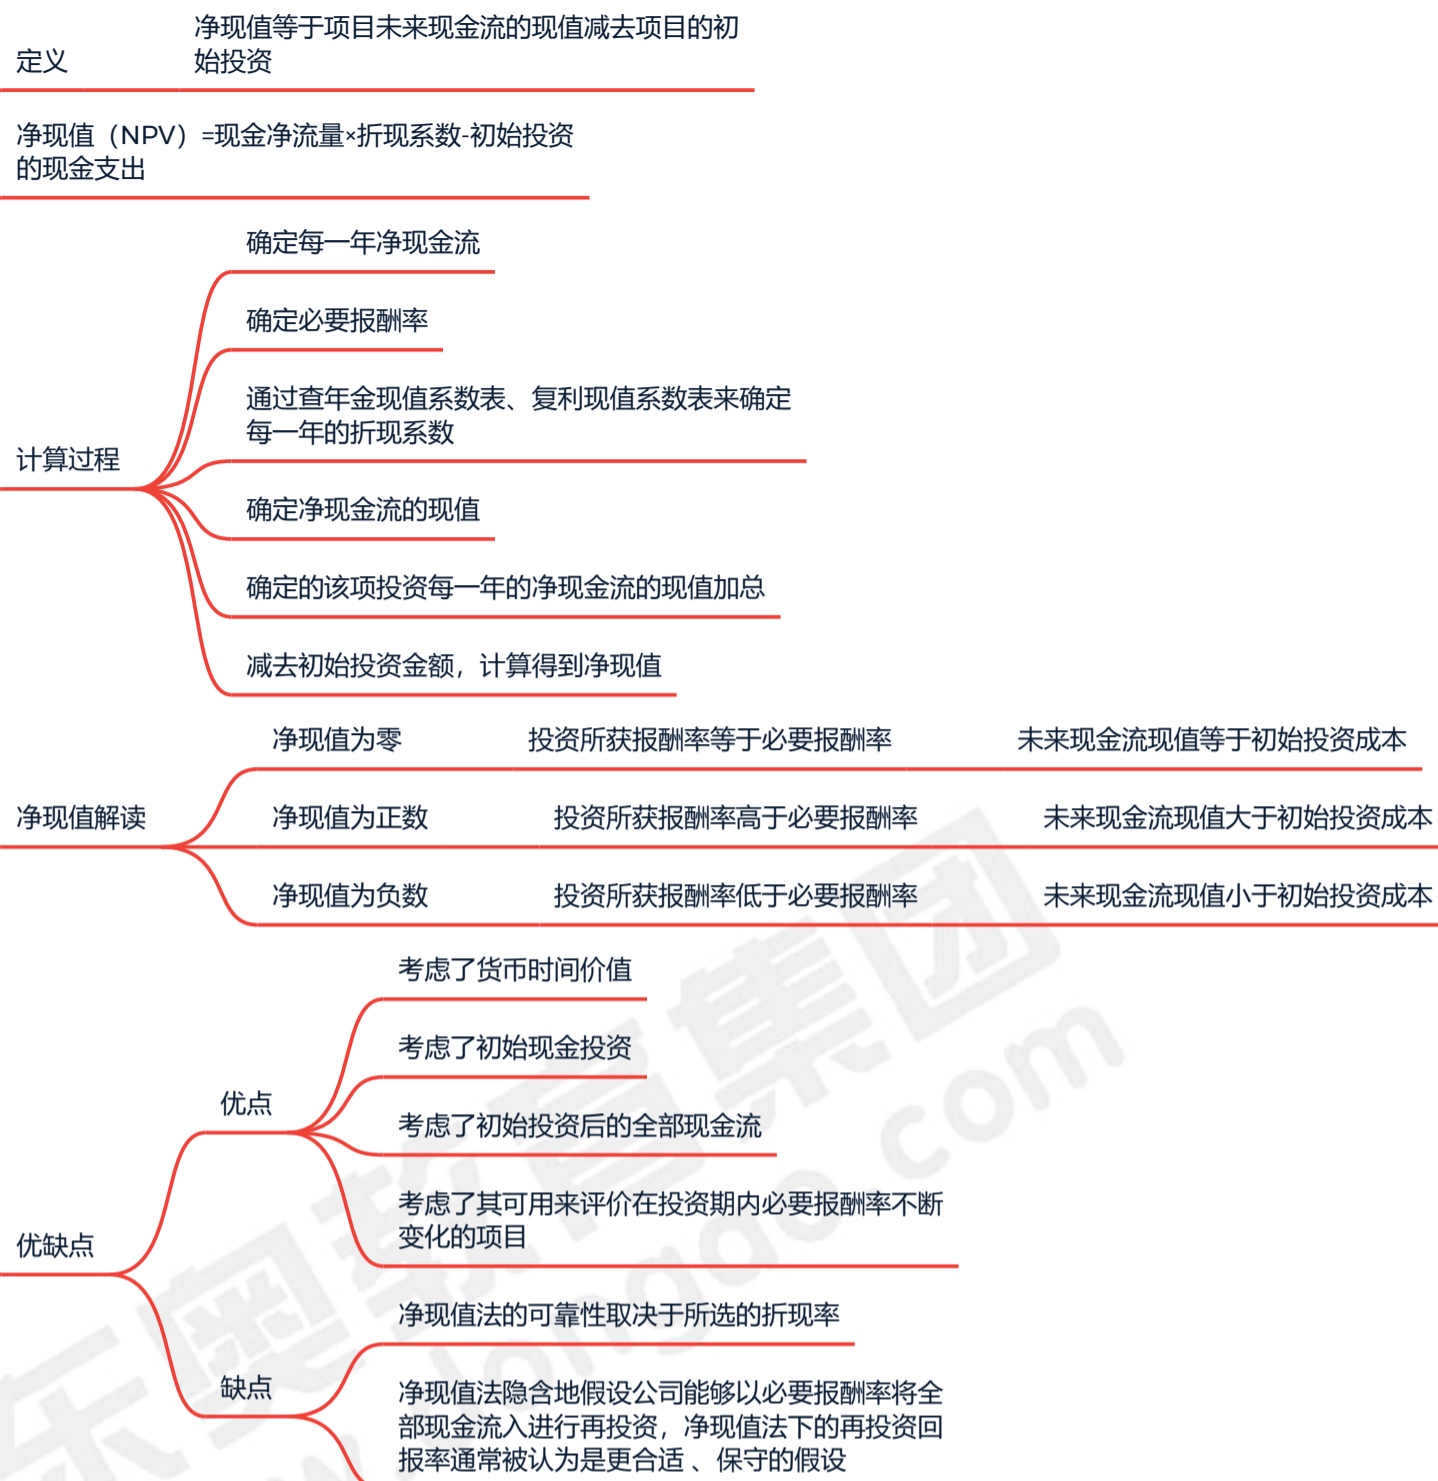 定义
净现值等于项目未来现金流的现值减去项目的初
始投资
净现值（NPV）=现金净流量×折现系数-初始投资
的现金支出
计算过程
确定每一年净现金流
确定必要报酬率
通过查年金现值系数表、复利现值系数表来确定
每一年的折现系数
确定净现金流的现值
确定的该项投资每一年的净现金流的现值加总
减去初始投资金额，计算得到净现值
净现值解读
净现值为零 投资所获报酬率等于必要报酬率 未来现金流现值等于初始投资成本
净现值为正数 投资所获报酬率高于必要报酬率 未来现金流现值大于初始投资成本
净现值为负数 投资所获报酬率低于必要报酬率 未来现金流现值小于初始投资成本
优缺点
优点
考虑了货币时间价值
考虑了初始现金投资
考虑了初始投资后的全部现金流
考虑了其可用来评价在投资期内必要报酬率不断
变化的项目
缺点
净现值法的可靠性取决于所选的折现率
净现值法隐含地假设公司能够以必要报酬率将全
部现金流入进行再投资，净现值法下的再投资回
报率通常被认为是更合适、保守的假设
东奥教育集团
w.dongao.com